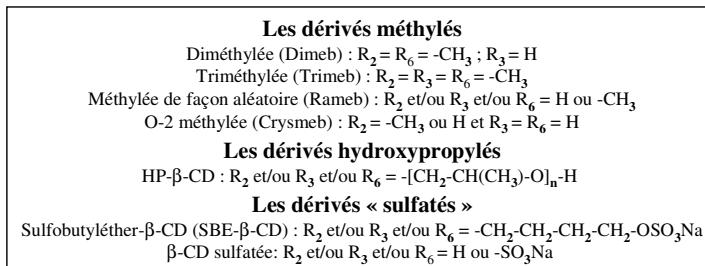 Les dérivés méthylés
Diméthylée (Dimeb) : R₂ = R₆ = -CH₃ ; R₃ = H
Triméthylée (Trimeb) : R₂ = R₃ = R₆ = -CH₃
Méthylée de façon aléatoire (Rameb) : R₂ et/ou R₃ et/ou R₆ = H ou -CH₃
O-2 méthylée (Crysmeb) : R₂ = -CH₃ ou H et R₃ = R₆ = H
Les dérivés hydroxypropylés
HP-β-CD : R₂ et/ou R₃ et/ou R₆ = -[CH₂-CH(CH₃)-O]ₙ-H
Les dérivés « sulfatés »
Sulfobutyléther-β-CD (SBE-β-CD) : R₂ et/ou R₃ et/ou R₆ = -CH₂-CH₂-CH₂-CH₂-OSO₃Na
β-CD sulfatée: R₂ et/ou R₃ et/ou R₆ = H ou -SO₃Na